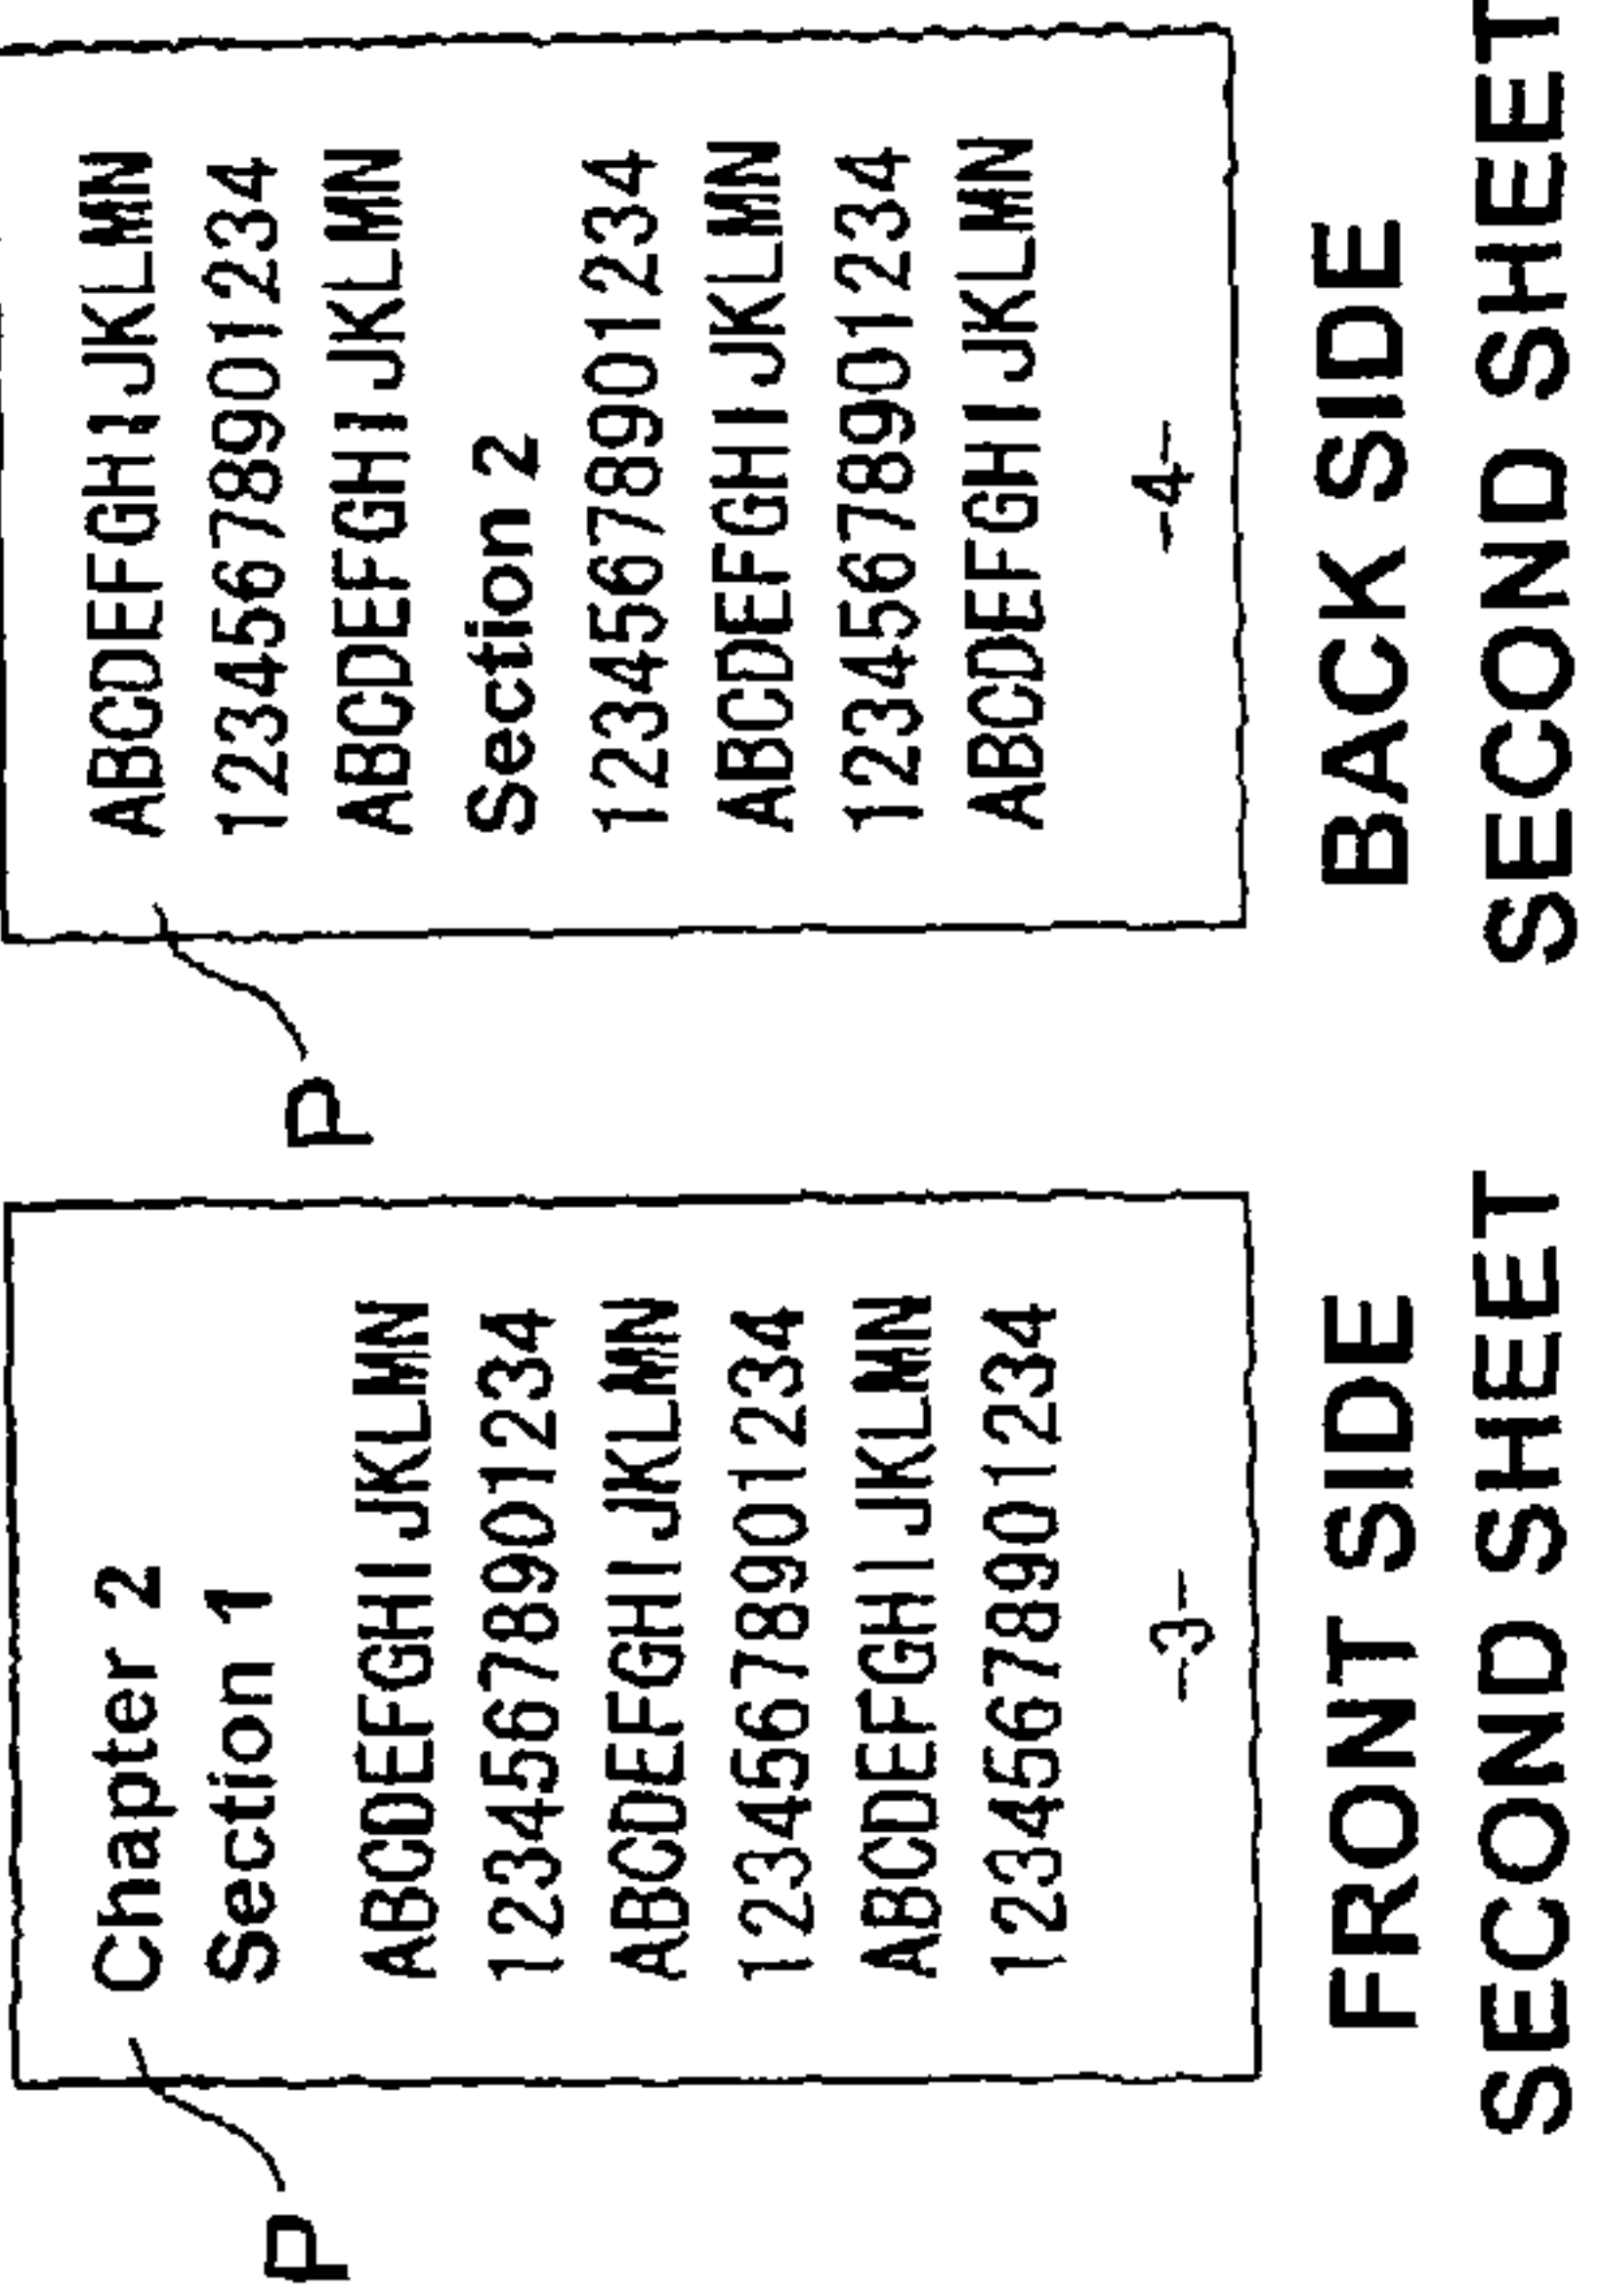 P
Chapter 2
Section 1
ABCDEFGHIJKLMN
12345678901234
ABCDEFGHIJKLMN
12345678901234
ABCDEFGHIJKLMN
12345678901234
-3-
FRONT SIDE
SECOND SHEET
P
ABCDEFGHIJKLMN
12345678901234
ABCDEFGHIJKLMN
Section 2
12345678901234
ABCDEFGHIJKLMN
12345678901234
ABCDEFGHIJKLMN
-4-
BACK SIDE
SECOND SHEET